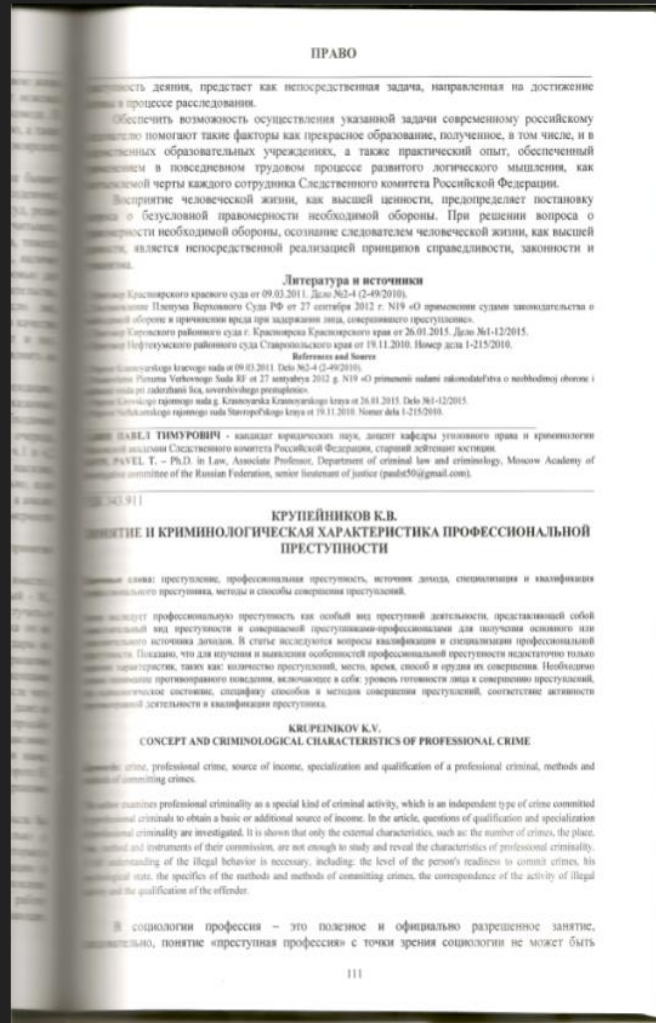 ПРАВО
деяния, предстает как непосредственная задача, направленная на достижение
в процессе расследования.
Обеспечить возможность осуществления указанной задачи современному российскому
помогают такие факторы как прекрасное образование, полученное, в том числе, и в
образовательных учреждениях, а также практический опыт, обеспеченный
в повседневном трудовом процессе развитого логического мышления, как
черты каждого сотрудника Следственного комитета Российской Федерации.
Восприятие человеческой жизни, как высшей ценности, предопределяет постановку
о безусловной правомерности необходимой обороны. При решении вопроса о
необходимой обороны, осознание следователем человеческой жизни, как высшей
является непосредственной реализацией принципов справедливости, законности и
Литература и источники
Красноярского краевого суда от 09.03.2011. Дело №2-4 (2-49/2010).
Пленума Верховного Суда РФ от 27 сентября 2012 г. N19 «О применении судами законодательства о
обороне и причинении вреда при задержании лица, совершившего преступление».
Кировского районного суда г. Красноярска Красноярского края от 26.01.2015. Дело №1-12/2015.
Нефтекумского районного суда Ставропольского края от 19.11.2010. Номер дела 1-215/2010.
References and Source
Krasnoyarskogo kraevogo suda ot 09.03.2011. Delo №2-4 (2-49/2010).
Plenuma Verhovnogo Suda RF ot 27 sentyabrya 2012 g. N19 «O primenenii sudami zakonodatel'stva o neobhodimoj oborone i
vreda pri zaderzhanii lica, sovershivshego prestuplenie».
rajonnogo suda g. Krasnoyarska Krasnoyarskogo kraya ot 26.01.2015. Delo №1-12/2015.
rajonnogo suda Stavropol'skogo kraya ot 19.11.2010. Nomer dela 1-215/2010.
ПАВЕЛ ТИМУРОВИЧ - кандидат юридических наук, доцент кафедры уголовного права и криминологии
академии Следственного комитета Российской Федерации, старший лейтенант юстиции.
PAVEL T. – Ph.D. in Law, Associate Professor, Department of criminal law and criminology, Moscow Academy of
committee of the Russian Federation, senior lieutenant of justice
343.911
КРУПЕЙНИКОВ К.В.
ПОНЯТИЕ И КРИМИНОЛОГИЧЕСКАЯ ХАРАКТЕРИСТИКА ПРОФЕССИОНАЛЬНОЙ
ПРЕСТУПНОСТИ
слова: преступление, профессиональная преступность, источник дохода, специализация и квалификация
преступника, методы и способы совершения преступлений.
исследует профессиональную преступность как особый вид преступной деятельности, представляющей собой
вид преступности и совершаемой преступниками-профессионалами для получения основного или
источника доходов. В статье исследуются вопросы квалификации и специализации профессиональной
Показано, что для изучения и выявления особенностей профессиональной преступности недостаточно только
характеристик, таких как: количество преступлений, место, время, способ и орудия их совершения. Необходимо
противоправного поведения, включающее в себя: уровень готовности лица к совершению преступлений,
состояние, специфику способов и методов совершения преступлений, соответствие активности
деятельности и квалификации преступника.
KRUPEINIKOV K.V.
CONCEPT AND CRIMINOLOGICAL CHARACTERISTICS OF PROFESSIONAL CRIME
crime, professional crime, source of income, specialization and qualification of a professional criminal, methods and
of committing crimes.
examines professional criminality as a special kind of criminal activity, which is an independent type of crime committed
criminals to obtain a basic or additional source of income. In the article, questions of qualification and specialization
criminality are investigated. It is shown that only the external characteristics, such as: the number of crimes, the place,
method and instruments of their commission, are not enough to study and reveal the characteristics of professional criminality.
understanding of the illegal behavior is necessary, including: the level of the person's readiness to commit crimes, his
state, the specifics of the methods and methods of committing crimes, the correspondence of the activity of illegal
and the qualification of the offender.
В социологии профессия – это полезное и официально разрешенное занятие,
понятие «преступная профессия» с точки зрения социологии не может быть
111